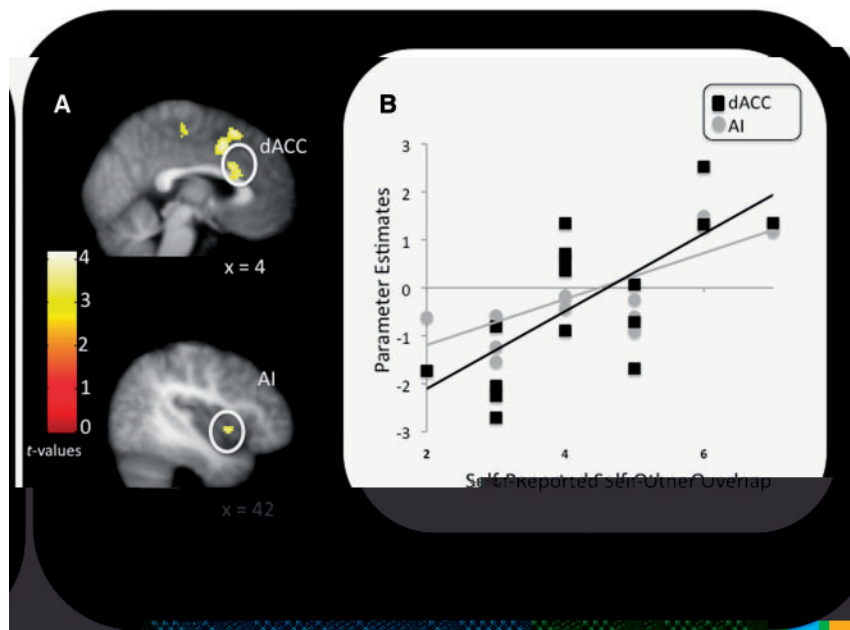 A
dACC
x = 4
4
3
2
1
0
t-values
AI
x = 42
B
dACC
AI
3
2
1
0
-1
-2
-3
Parameter Estimates
2
4
6
Self-Reported Self-Other Overlap